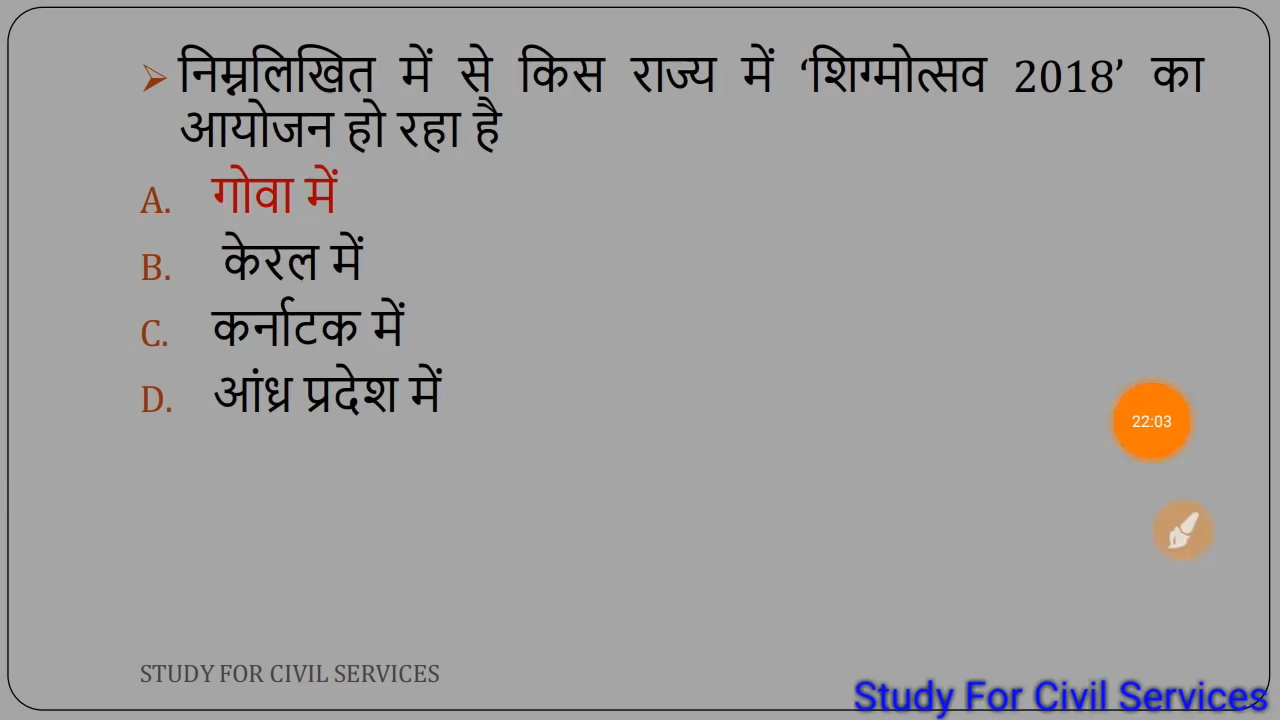 ➢ निम्नलिखित में से किस राज्य में ‘शिग्मोत्सव 2018’ का
आयोजन हो रहा है
A. गोवा में
B. केरल में
C. कर्नाटक में
D. आंध्र प्रदेश में
22:03
STUDY FOR CIVIL SERVICES
Study For Civil Services